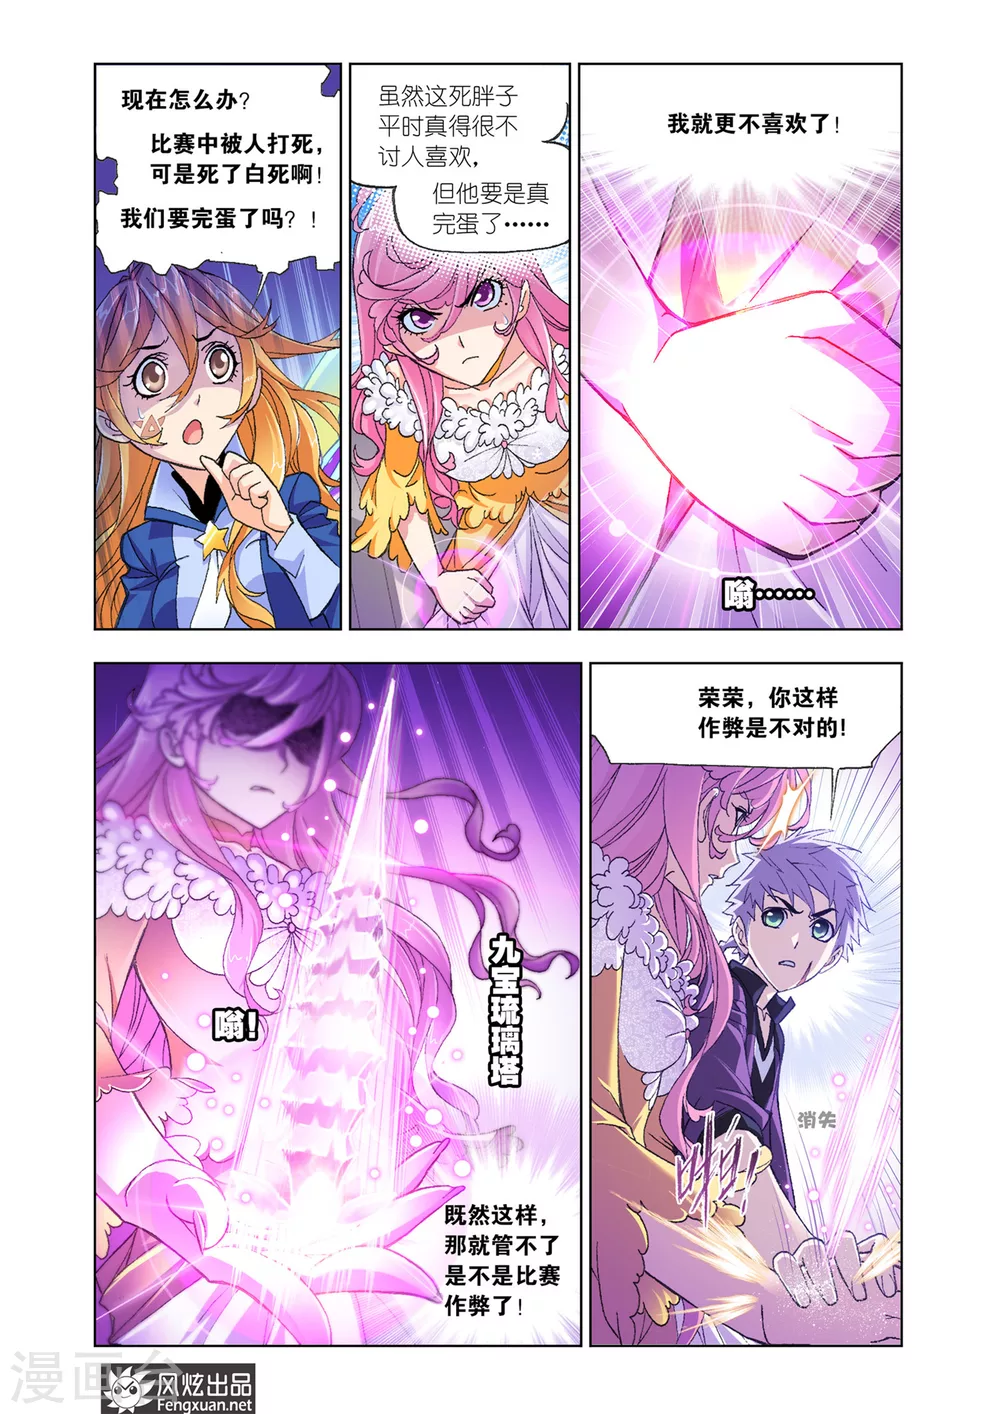 现在怎么办？
比赛中被人打死，
可是死了白死啊！
我们要完蛋了吗？！
虽然这死胖子
平时真得很不
讨人喜欢，
但他要是真
完蛋了……
我就更不喜欢了！
嗡……
嗡！
九宝琉璃塔
既然这样，
那就管不了
是不是比赛
作弊了！
荣荣，你这样
作弊是不对的！
消失
啪！
漫画台
风炫出品
Fengxuan.net